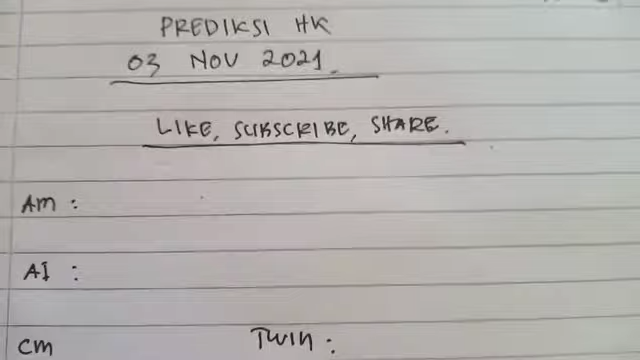 PREDIKSI HK
03 NOV 2021.
LIKE, SUBSCRIBE, SHARE.
AM :
AI :
CM TWIN :